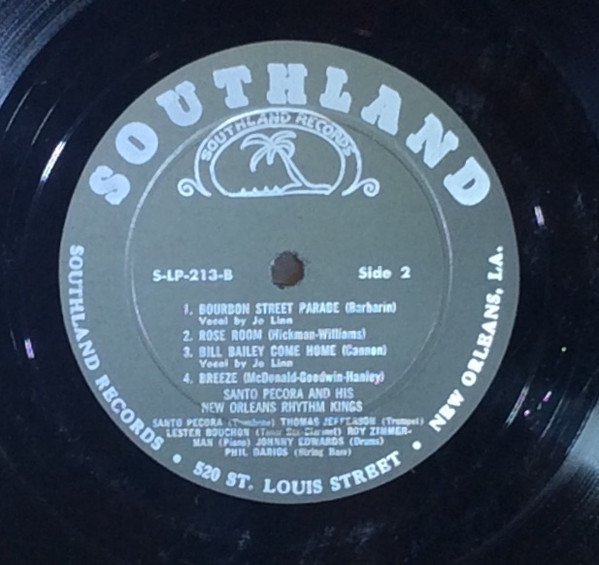 SOUTHLAND
SOUTHLAND RECORDS
S-LP-213-B Side 2
1. BOURBON STREET PARADE (Barbarin)
Vocal by Jo Linn
2. ROSE ROOM (Hickman-Williams)
3. BILL BAILEY COME HOME (Cannon)
Vocal by Jo Linn
4. BREEZE (McDonald-Goodwin-Hanley)
SANTO PECORA AND HIS
NEW ORLEANS RHYTHM KINGS
SANTO PECORA (Trombone) THOMAS JEFFERSON (Trumpet)
LESTER BOUCHON (Tenor Sax-Clarinet) ROY ZIMMER-
MAN (Piano) JOHNNY EDWARDS (Drums)
PHIL DARIOS (String Bass)
SOUTHLAND RECORDS • 520 ST. LOUIS STREET • NEW ORLEANS, LA.